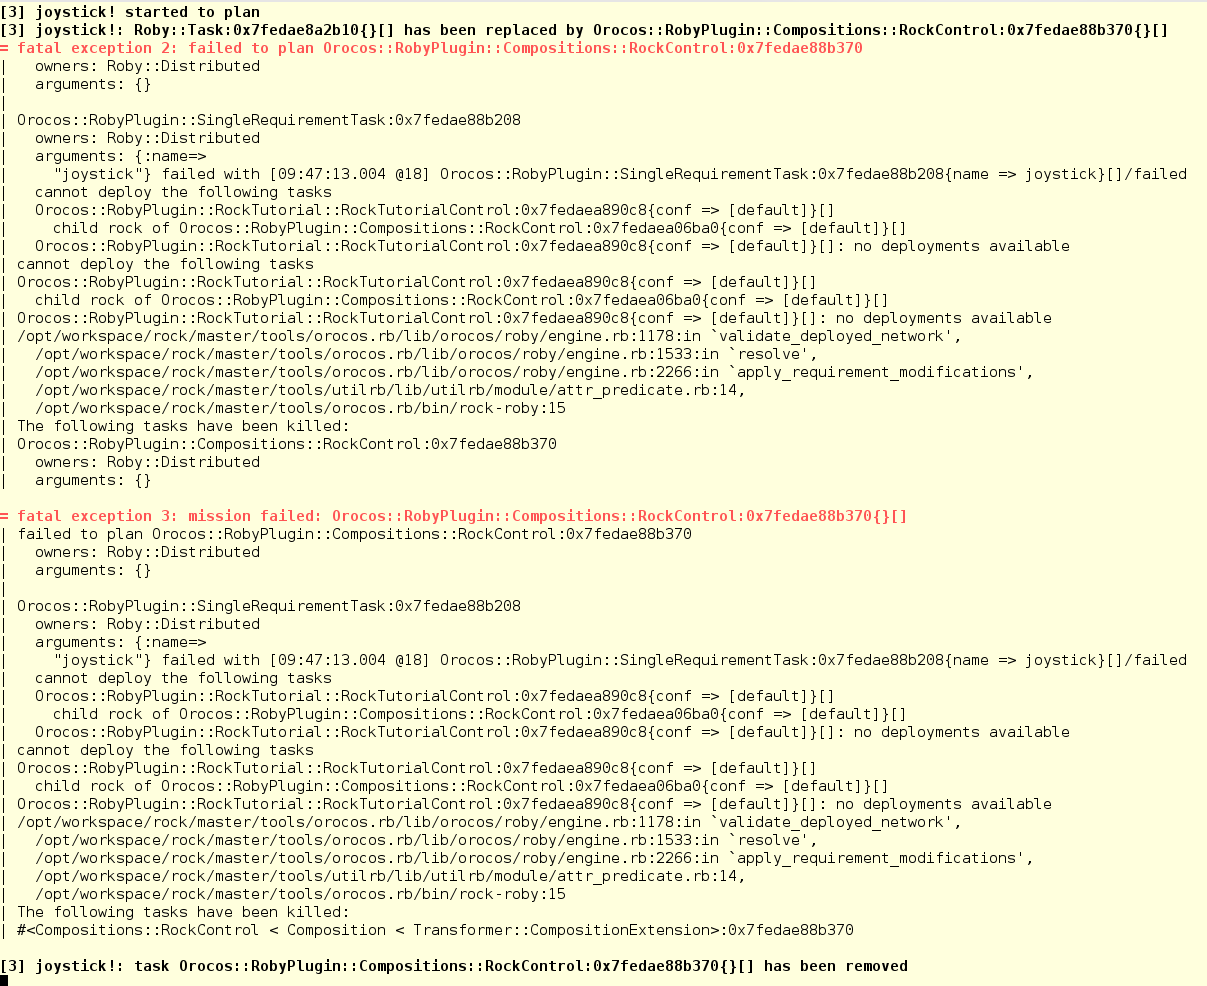 [3] joystick! started to plan
[3] joystick!: Roby::Task:0x7fedae8a2b10{}[] has been replaced by Orocos::RobyPlugin::Compositions::RockControl:0x7fedae88b370{}[]
= fatal exception 2: failed to plan Orocos::RobyPlugin::Compositions::RockControl:0x7fedae88b370
|   owners: Roby::Distributed
|   arguments: {}
|
| Orocos::RobyPlugin::SingleRequirementTask:0x7fedae88b208
|   owners: Roby::Distributed
|   arguments: {:name=>
|     "joystick"} failed with [09:47:13.004 @18] Orocos::RobyPlugin::SingleRequirementTask:0x7fedae88b208{name => joystick}[]/failed
|   cannot deploy the following tasks
|   Orocos::RobyPlugin::RockTutorial::RockTutorialControl:0x7fedaea890c8{conf => [default]}[]
|     child rock of Orocos::RobyPlugin::Compositions::RockControl:0x7fedaea06ba0{conf => [default]}[]
|   Orocos::RobyPlugin::RockTutorial::RockTutorialControl:0x7fedaea890c8{conf => [default]}[]: no deployments available
| cannot deploy the following tasks
| Orocos::RobyPlugin::RockTutorial::RockTutorialControl:0x7fedaea890c8{conf => [default]}[]
|   child rock of Orocos::RobyPlugin::Compositions::RockControl:0x7fedaea06ba0{conf => [default]}[]
| Orocos::RobyPlugin::RockTutorial::RockTutorialControl:0x7fedaea890c8{conf => [default]}[]: no deployments available
| /opt/workspace/rock/master/tools/orocos.rb/lib/orocos/roby/engine.rb:1178:in `validate_deployed_network',
|   /opt/workspace/rock/master/tools/orocos.rb/lib/orocos/roby/engine.rb:1533:in `resolve',
|   /opt/workspace/rock/master/tools/orocos.rb/lib/orocos/roby/engine.rb:2266:in `apply_requirement_modifications',
|   /opt/workspace/rock/master/tools/utilrb/lib/utilrb/module/attr_predicate.rb:14,
|   /opt/workspace/rock/master/tools/orocos.rb/bin/rock-roby:15
| The following tasks have been killed:
| Orocos::RobyPlugin::Compositions::RockControl:0x7fedae88b370
|   owners: Roby::Distributed
|   arguments: {}
= fatal exception 3: mission failed: Orocos::RobyPlugin::Compositions::RockControl:0x7fedae88b370{}[]
| failed to plan Orocos::RobyPlugin::Compositions::RockControl:0x7fedae88b370
|   owners: Roby::Distributed
|   arguments: {}
|
| Orocos::RobyPlugin::SingleRequirementTask:0x7fedae88b208
|   owners: Roby::Distributed
|   arguments: {:name=>
|     "joystick"} failed with [09:47:13.004 @18] Orocos::RobyPlugin::SingleRequirementTask:0x7fedae88b208{name => joystick}[]/failed
|   cannot deploy the following tasks
|   Orocos::RobyPlugin::RockTutorial::RockTutorialControl:0x7fedaea890c8{conf => [default]}[]
|     child rock of Orocos::RobyPlugin::Compositions::RockControl:0x7fedaea06ba0{conf => [default]}[]
|   Orocos::RobyPlugin::RockTutorial::RockTutorialControl:0x7fedaea890c8{conf => [default]}[]: no deployments available
| cannot deploy the following tasks
| Orocos::RobyPlugin::RockTutorial::RockTutorialControl:0x7fedaea890c8{conf => [default]}[]
|   child rock of Orocos::RobyPlugin::Compositions::RockControl:0x7fedaea06ba0{conf => [default]}[]
| Orocos::RobyPlugin::RockTutorial::RockTutorialControl:0x7fedaea890c8{conf => [default]}[]: no deployments available
| /opt/workspace/rock/master/tools/orocos.rb/lib/orocos/roby/engine.rb:1178:in `validate_deployed_network',
|   /opt/workspace/rock/master/tools/orocos.rb/lib/orocos/roby/engine.rb:1533:in `resolve',
|   /opt/workspace/rock/master/tools/orocos.rb/lib/orocos/roby/engine.rb:2266:in `apply_requirement_modifications',
|   /opt/workspace/rock/master/tools/utilrb/lib/utilrb/module/attr_predicate.rb:14,
|   /opt/workspace/rock/master/tools/orocos.rb/bin/rock-roby:15
| The following tasks have been killed:
| #<Compositions::RockControl < Composition < Transformer::CompositionExtension>:0x7fedae88b370
[3] joystick!: task Orocos::RobyPlugin::Compositions::RockControl:0x7fedae88b370{}[] has been removed